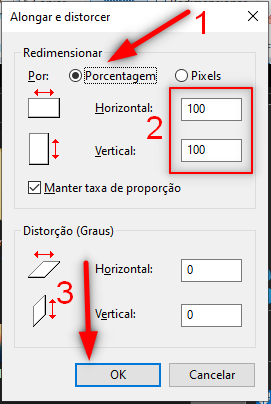 Alongar e distorcer
1
Redimensionar
Por: Porcentagem Pixels
Horizontal: 100
2
Vertical: 100
Manter taxa de proporção
Distorção (Graus)
Horizontal: 0
3
Vertical: 0
OK Cancelar